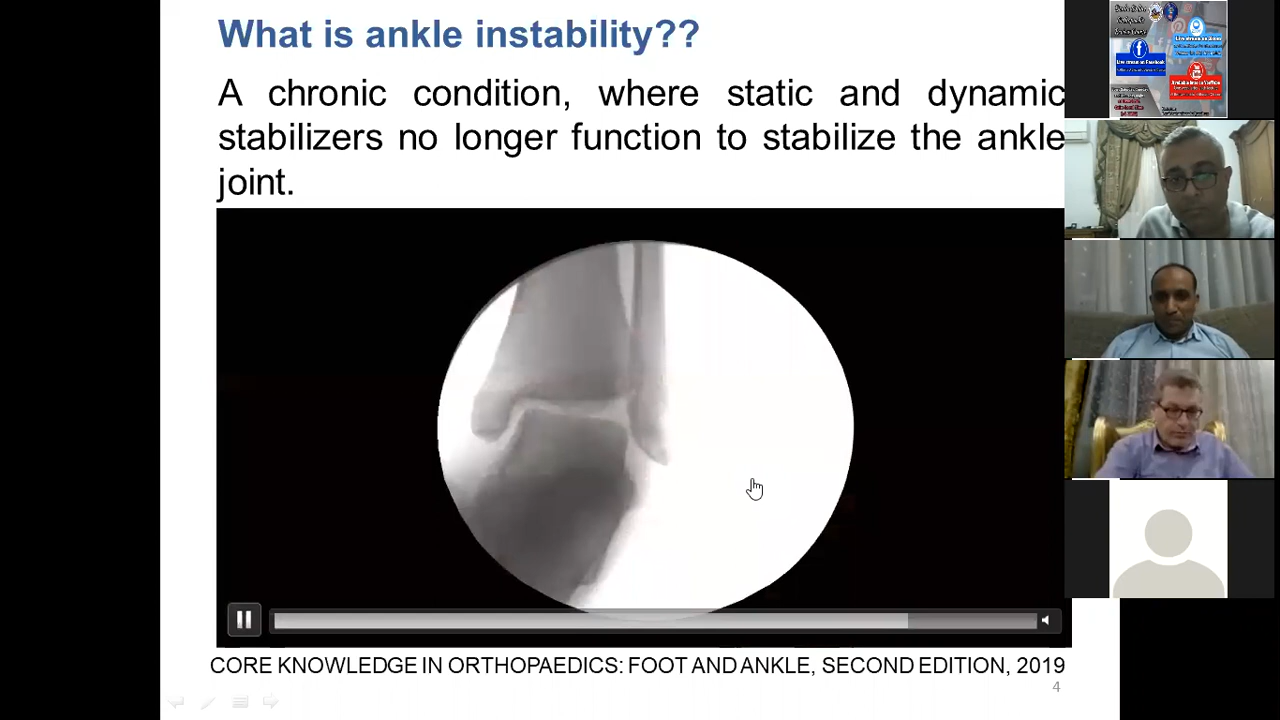 What is ankle instability??
A chronic condition, where static and dynamic
stabilizers no longer function to stabilize the ankle
joint.
CORE KNOWLEDGE IN ORTHOPAEDICS: FOOT AND ANKLE, SECOND EDITION, 2019
4